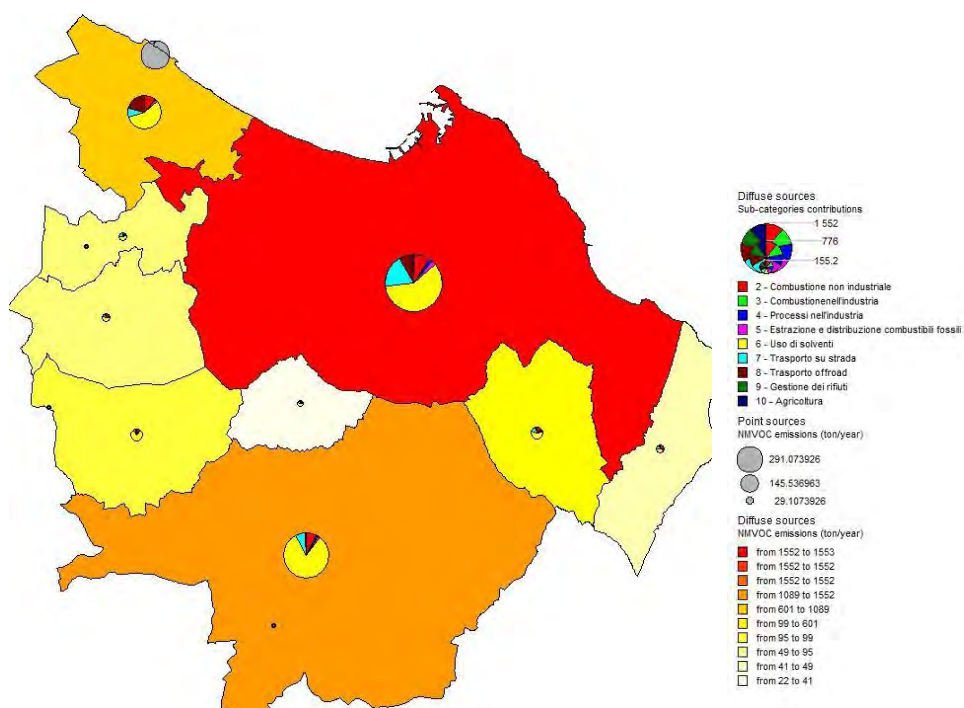 Diffuse sources
Sub-categories contributions
1 552
776
155.2
2 - Combustione non industriale
3 - Combustionenell'industria
4 - Processi nell'industria
5 - Estrazione e distribuzione combustibili fossili
6 - Uso di solventi
7 - Trasporto su strada
8 - Trasporto offroad
9 - Gestione dei rifiuti
10 - Agricoltura
Point sources
NMVOC emissions (ton/year)
291.073926
145.536963
29.1073926
Diffuse sources
NMVOC emissions (ton/year)
from 1552 to 1553
from 1552 to 1552
from 1552 to 1552
from 1089 to 1552
from 601 to 1089
from 99 to 601
from 95 to 99
from 49 to 95
from 41 to 49
from 22 to 41